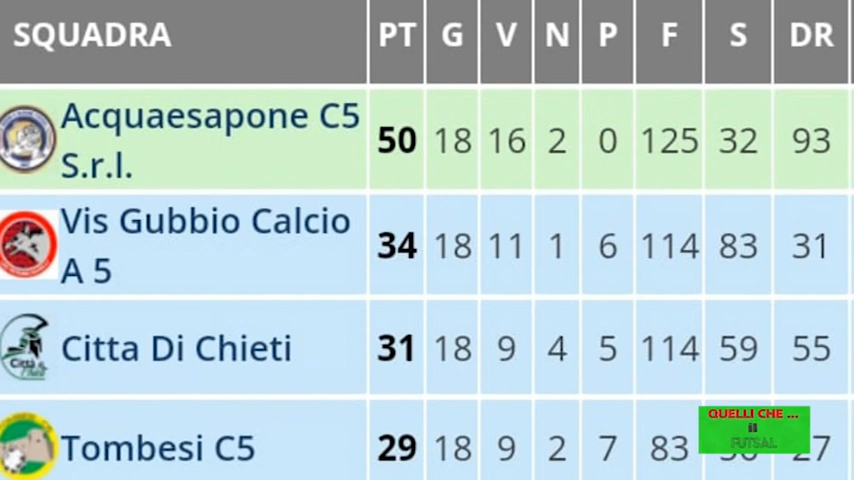 SQUADRA PT G V N P F S DR
Acquaesapone C5
S.r.l. 50 18 16 2 0 125 32 93
Vis Gubbio Calcio
A 5 34 18 11 1 6 114 83 31
Citta Di Chieti 31 18 9 4 5 114 59 55
QUELLI CHE ...
il
FUTSAL
Tombesi C5 29 18 9 2 7 83 27